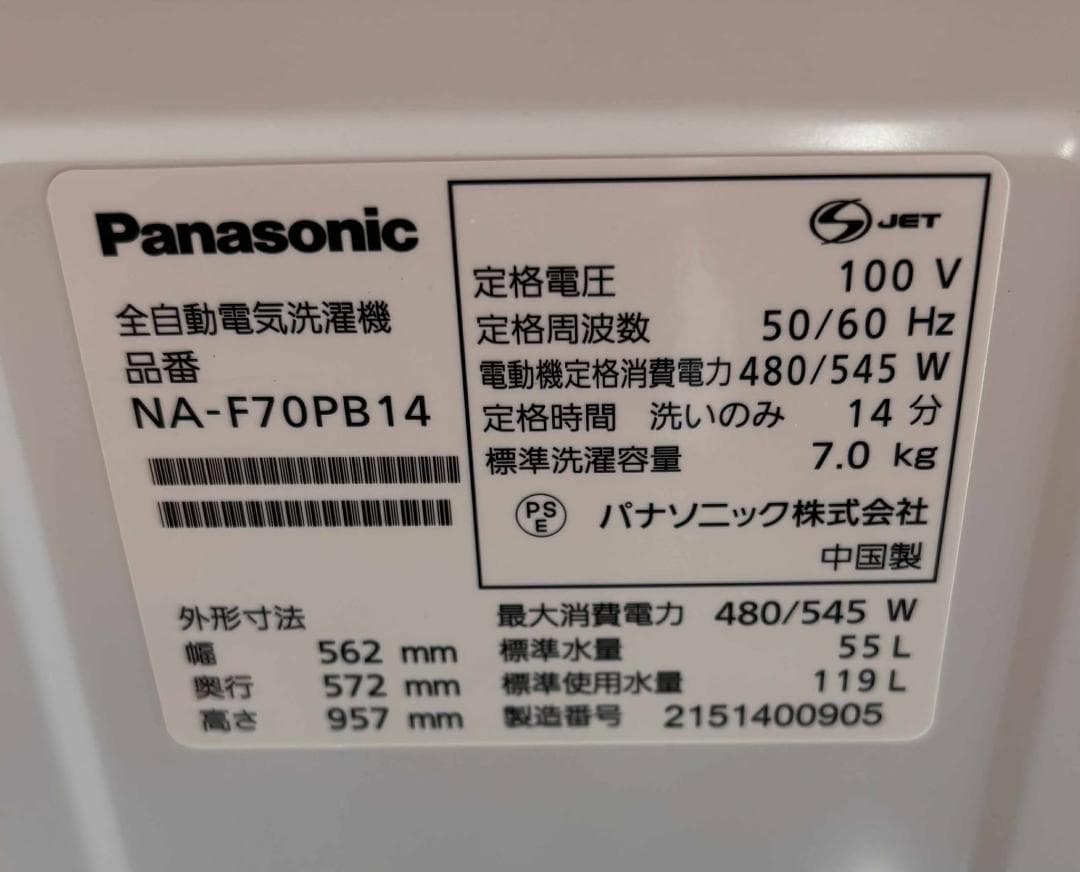 Panasonic
全自動電気洗濯機
品番
NA-F70PB14
JET
定格電圧 100 V
定格周波数 50/60 Hz
電動機定格消費電力 480/545 W
定格時間 洗いのみ 14 分
標準洗濯容量 7.0 kg
PS
E
パナソニック株式会社
中国製
外形寸法
幅 562 mm
奥行 572 mm
高さ 957 mm
最大消費電力 480/545 W
標準水量 55 L
標準使用水量 119 L
製造番号 2151400905